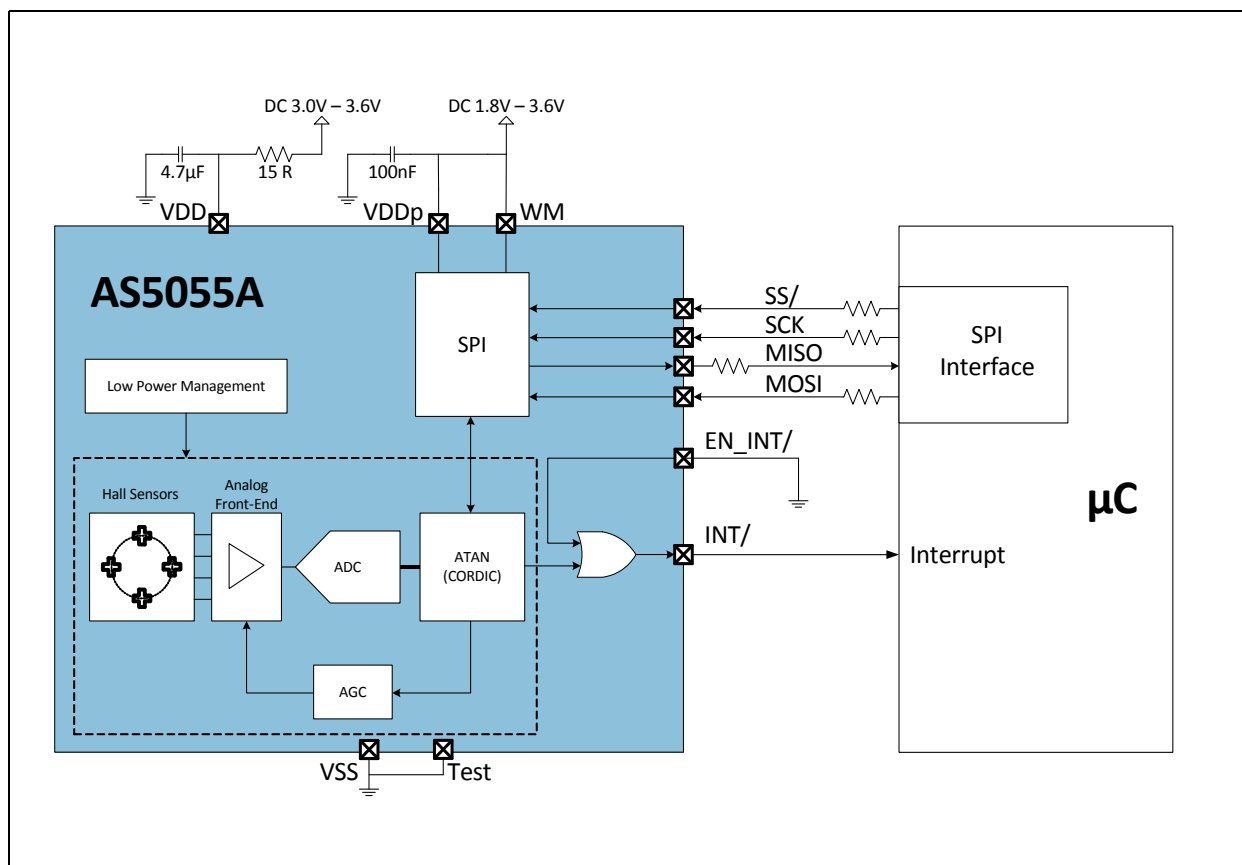 DC 3.0V – 3.6V
DC 1.8V – 3.6V
4.7µF
15 R
100nF
VDD
VDDp
WM
AS5055A
SPI
SS/
SCK
MISO
MOSI
SPI
Interface
Low Power Management
EN_INT/
µC
Hall Sensors
Analog
Front-End
ADC
ATAN
(CORDIC)
INT/
Interrupt
AGC
VSS
Test